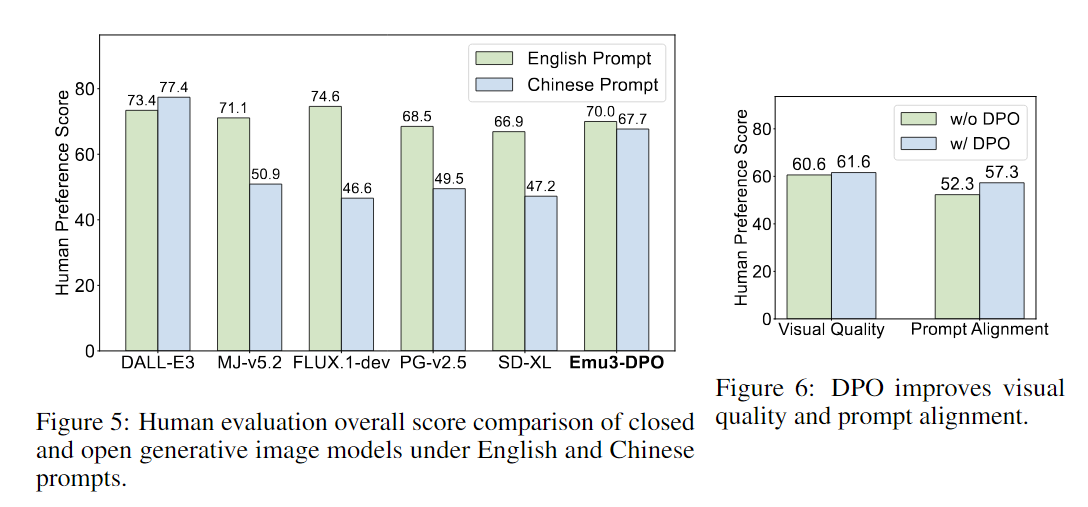 Human Preference Score
80
60
40
20
0
English Prompt
Chinese Prompt
73.4 77.4
71.1 50.9
74.6 46.6
68.5 49.5
66.9 47.2
70.0 67.7
DALL-E3 MJ-v5.2 FLUX.1-dev PG-v2.5 SD-XL Emu3-DPO
Figure 5: Human evaluation overall score comparison of closed
and open generative image models under English and Chinese
prompts.
Human Preference Score
80
60
40
20
0
w/o DPO
w/ DPO
60.6 61.6
52.3 57.3
Visual Quality Prompt Alignment
Figure 6: DPO improves visual
quality and prompt alignment.